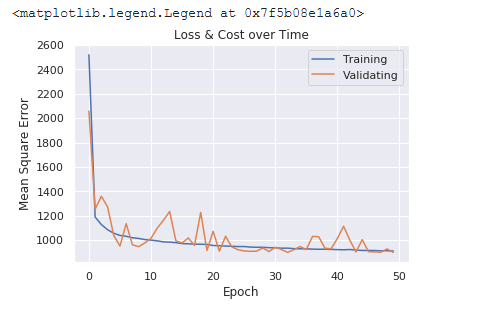 <matplotlib.legend.Legend at 0x7f5b08e1a6a0>
Loss & Cost over Time
2600
2400
2200
2000
1800
1600
1400
1200
1000
Mean Square Error
Training
Validating
0 10 20 30 40 50
Epoch